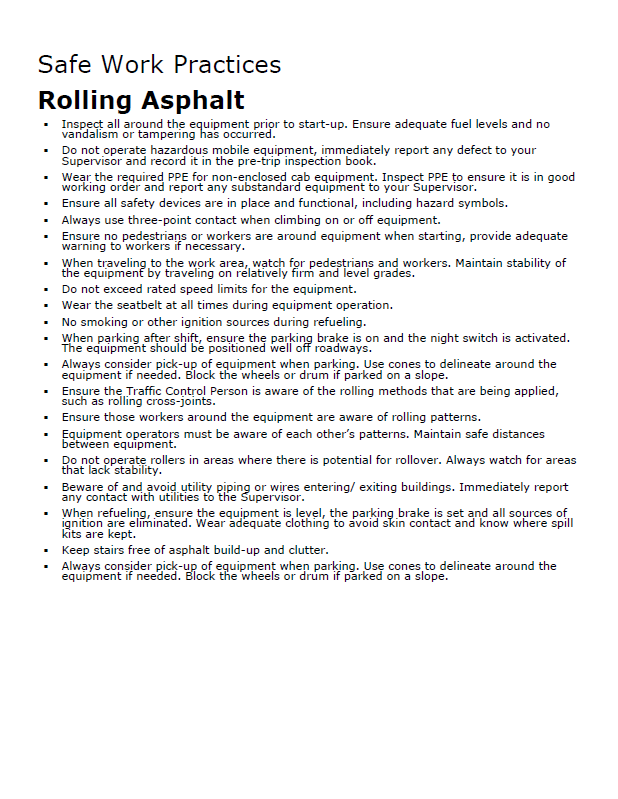 Safe Work Practices
Rolling Asphalt
▪ Inspect all around the equipment prior to start-up. Ensure adequate fuel levels and no
vandalism or tampering has occurred.
▪ Do not operate hazardous mobile equipment, immediately report any defect to your
Supervisor and record it in the pre-trip inspection book.
▪ Wear the required PPE for non-enclosed cab equipment. Inspect PPE to ensure it is in good
working order and report any substandard equipment to your Supervisor.
▪ Ensure all safety devices are in place and functional, including hazard symbols.
▪ Always use three-point contact when climbing on or off equipment.
▪ Ensure no pedestrians or workers are around equipment when starting, provide adequate
warning to workers if necessary.
▪ When traveling to the work area, watch for pedestrians and workers. Maintain stability of
the equipment by traveling on relatively firm and level grades.
▪ Do not exceed rated speed limits for the equipment.
▪ Wear the seatbelt at all times during equipment operation.
▪ No smoking or other ignition sources during refueling.
▪ When parking after shift, ensure the parking brake is on and the night switch is activated.
The equipment should be positioned well off roadways.
▪ Always consider pick-up of equipment when parking. Use cones to delineate around the
equipment if needed. Block the wheels or drum if parked on a slope.
▪ Ensure the Traffic Control Person is aware of the rolling methods that are being applied,
such as rolling cross-joints.
▪ Ensure those workers around the equipment are aware of rolling patterns.
▪ Equipment operators must be aware of each other’s patterns. Maintain safe distances
between equipment.
▪ Do not operate rollers in areas where there is potential for rollover. Always watch for areas
that lack stability.
▪ Beware of and avoid utility piping or wires entering/ exiting buildings. Immediately report
any contact with utilities to the Supervisor.
▪ When refueling, ensure the equipment is level, the parking brake is set and all sources of
ignition are eliminated. Wear adequate clothing to avoid skin contact and know where spill
kits are kept.
▪ Keep stairs free of asphalt build-up and clutter.
▪ Always consider pick-up of equipment when parking. Use cones to delineate around the
equipment if needed. Block the wheels or drum if parked on a slope.